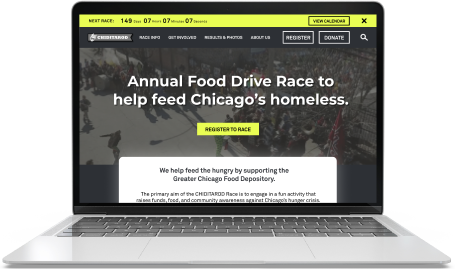 NEXT RACE: 149 Days 07 Hours 07 Minutes 07 Seconds VIEW CALENDAR
CHIDITAROD RACE INFO GET INVOLVED RESULTS & PHOTOS ABOUT US REGISTER DONATE
Annual Food Drive Race to
help feed Chicago's homeless.
REGISTER TO RACE
We help feed the hungry by supporting the
Greater Chicago Food Depository.
The primary aim of the CHIDITAROD Race is to engage in a fun activity that
raises funds, food, and community awareness against Chicago's hunger crisis.